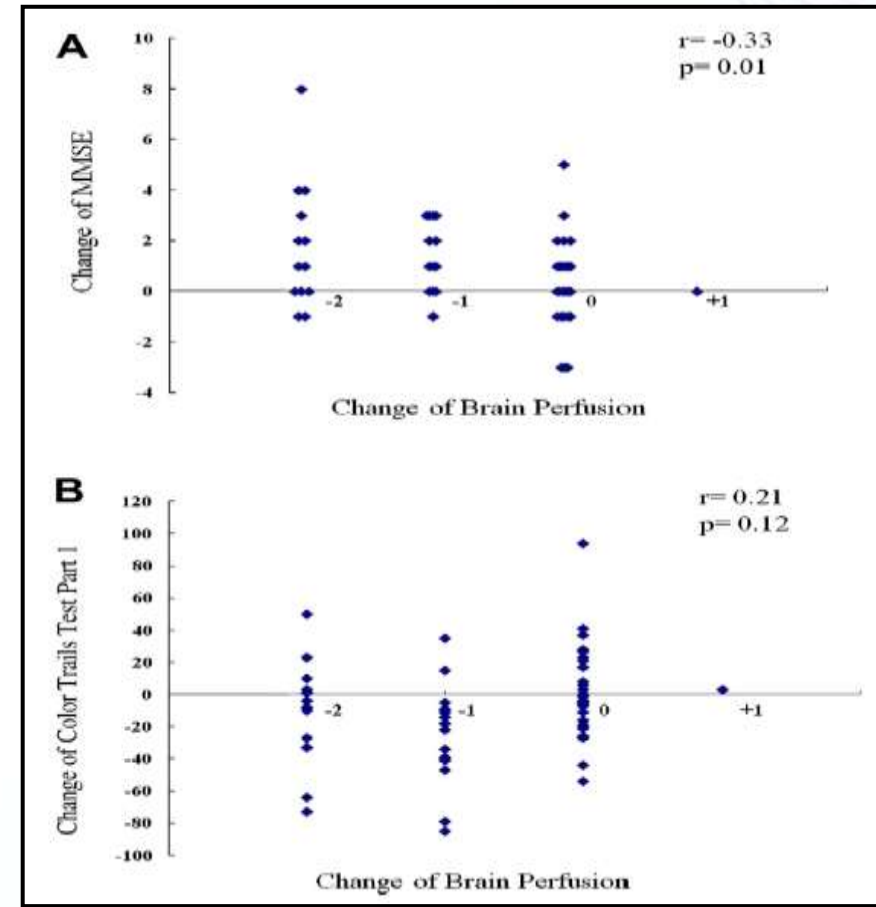 A
r= -0.33
p= 0.01
Change of MMSE
10
8
6
4
2
0
-2
-4
-2 -1 0 +1
Change of Brain Perfusion
B
r= 0.21
p= 0.12
Change of Color Trails Test Part 1
120
100
80
60
40
20
0
-20
-40
-60
-80
-100
-2 -1 0 +1
Change of Brain Perfusion